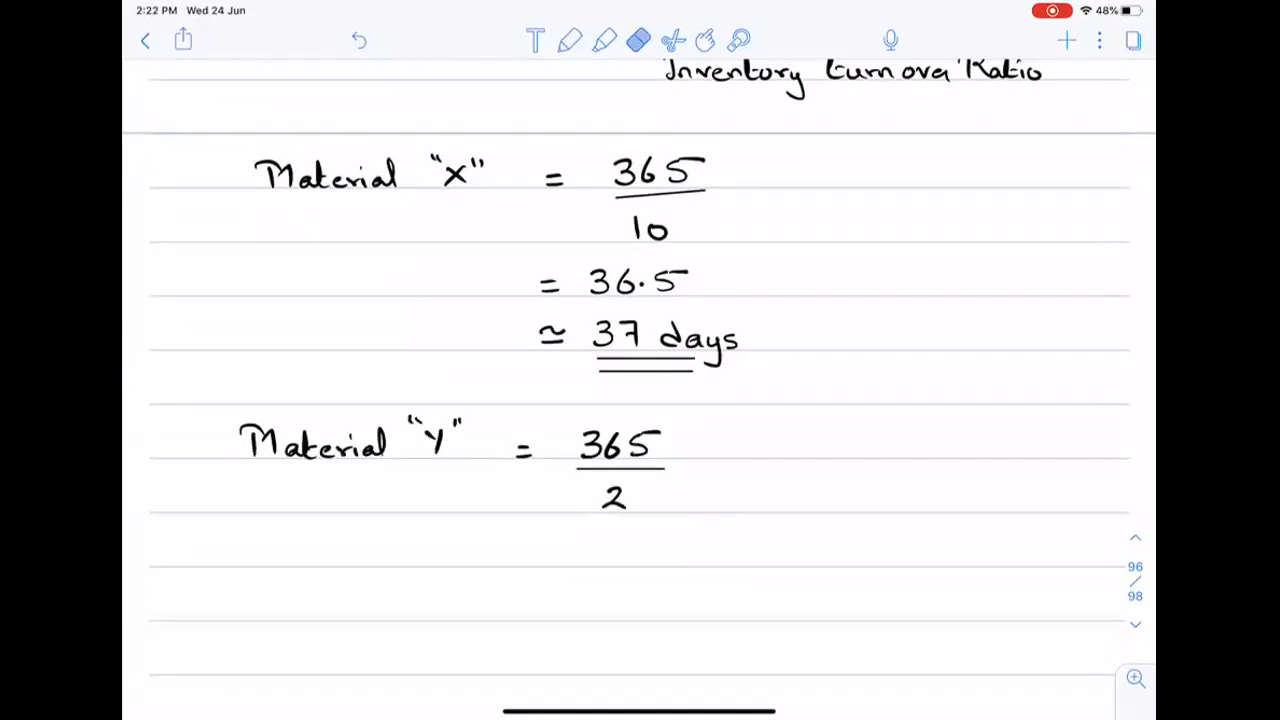 2:22 PM Wed 24 Jun 48%
T
Inventory Turnover Ratio
Material "X" = 365
10
= 36.5
≃ 37 days
Material "Y" = 365
2
96
/
98